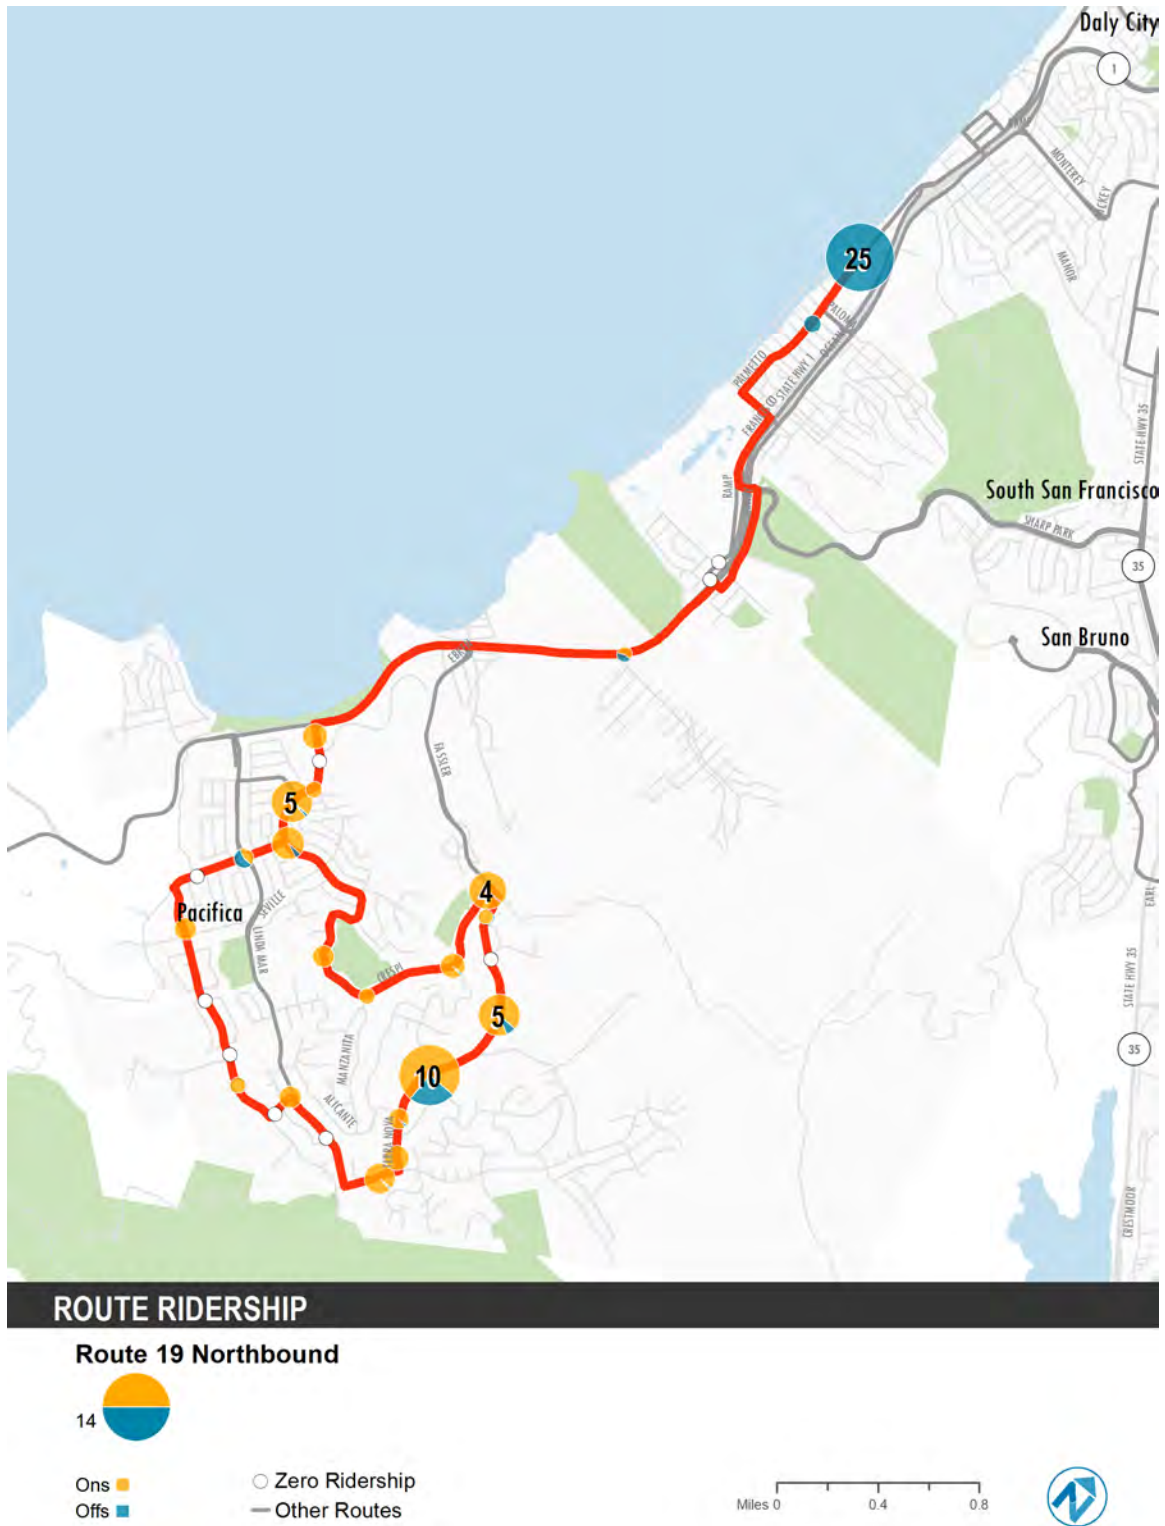 Daly City
1
MONTEREY
MANOR
25
PALMETTO
STATE HWY 1
STATE HWY 35
RAMP
South San Francisco
SHARP PARK
35
San Bruno
FASSLER
5
4
Pacifica
SEVILLE
LINDA MAR
CRESPI
EARL
STATE HWY 35
5
35
MANZANITA
10
ALICANTE
TERRA NOVA
CRESTMOOR
ROUTE RIDERSHIP
Route 19 Northbound
14
Ons
Zero Ridership
Offs
Other Routes
Miles 0 0.4 0.8